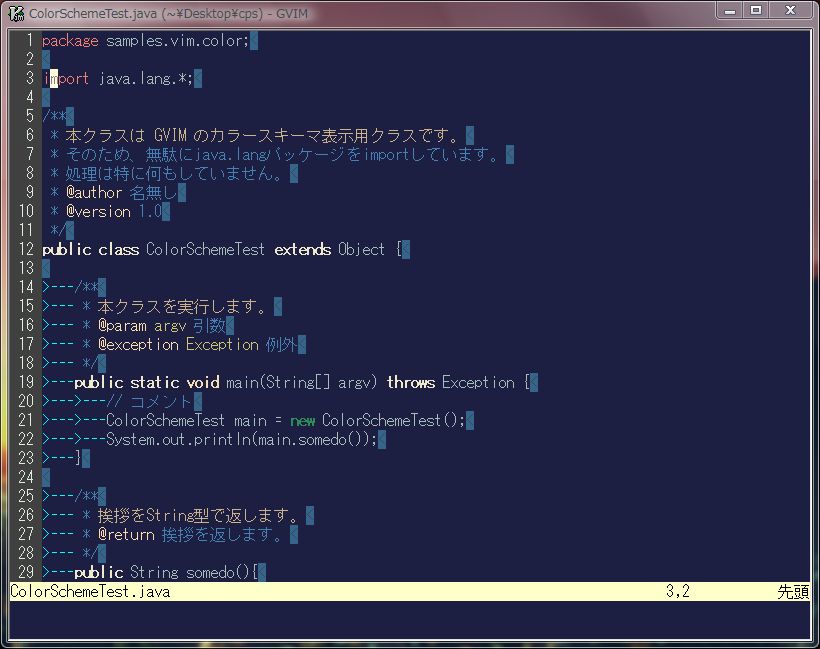 ColorSchemeTest.java (~¥Desktop¥cps) - GVIM
1 package samples.vim.color;<
2 <
3 import java.lang.*;<
4 <
5 /**<
6  * 本クラスは GVIM のカラースキーマ表示用クラスです。<
7  * そのため、無駄にjava.langパッケージをimportしています。<
8  * 処理は特に何もしていません。<
9  * @author 名無し<
10  * @version 1.0<
11  */<
12 public class ColorSchemeTest extends Object {<
13 <
14 >---/**<
15 >--- * 本クラスを実行します。<
16 >--- * @param argv 引数<
17 >--- * @exception Exception 例外<
18 >--- */<
19 >---public static void main(String[] argv) throws Exception {<
20 >--->---// コメント<
21 >--->---ColorSchemeTest main = new ColorSchemeTest();<
22 >--->---System.out.println(main.somedo());<
23 >---}<
24 <
25 >---/**<
26 >--- * 挨拶をString型で返します。<
27 >--- * @return 挨拶を返します。<
28 >--- */<
29 >---public String somedo(){<
ColorSchemeTest.java 3,2 先頭